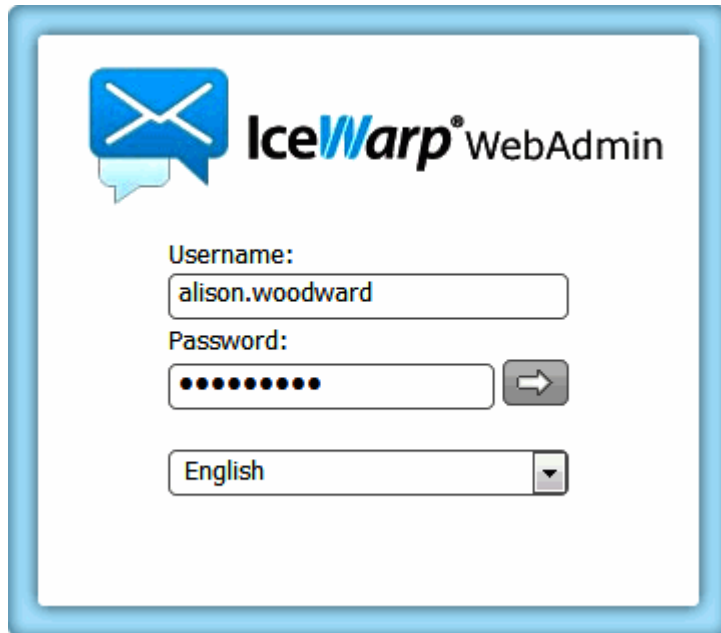 IceWarp® WebAdmin
Username:
alison.woodward
Password:
•••••••••
English